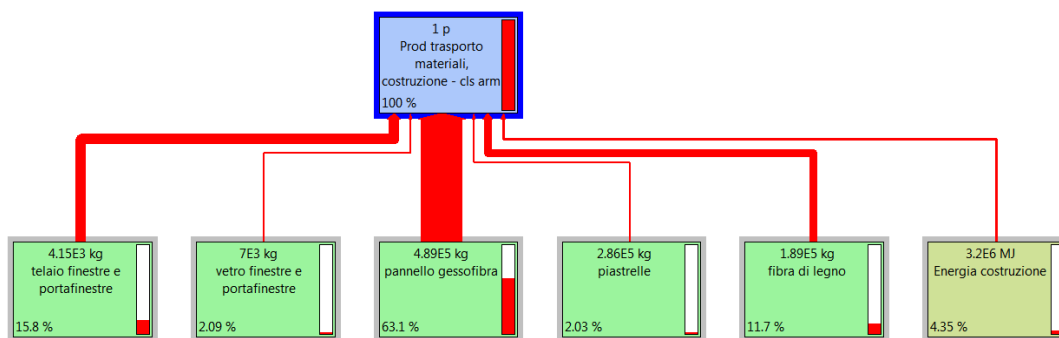 1 p
Prod trasporto
materiali,
costruzione - cls arm
100 %
4.15E3 kg
telaio finestre e
portafinestre
15.8 %
7E3 kg
vetro finestre e
portafinestre
2.09 %
4.89E5 kg
pannello gessofibra
63.1 %
2.86E5 kg
piastrelle
2.03 %
1.89E5 kg
fibra di legno
11.7 %
3.2E6 MJ
Energia costruzione
4.35 %